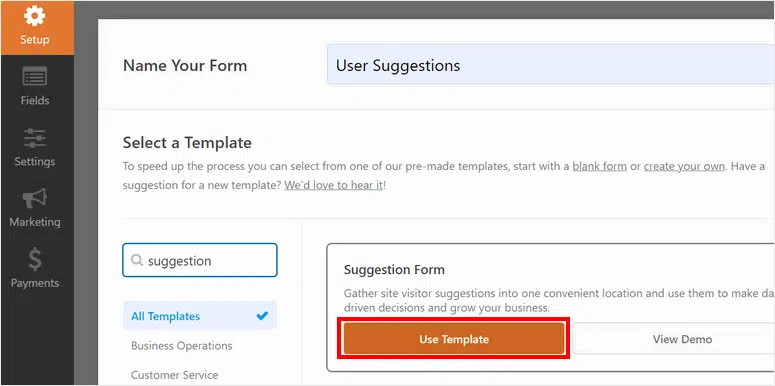 Setup
Fields
Settings
Marketing
Payments
Name Your Form
User Suggestions
Select a Template
To speed up the process you can select from one of our pre-made templates, start with a blank form or create your own. Have a
suggestion for a new template? We'd love to hear it!
suggestion
All Templates
Business Operations
Customer Service
Suggestion Form
Gather site visitor suggestions into one convenient location and use them to make da
driven decisions and grow your business.
Use Template
View Demo